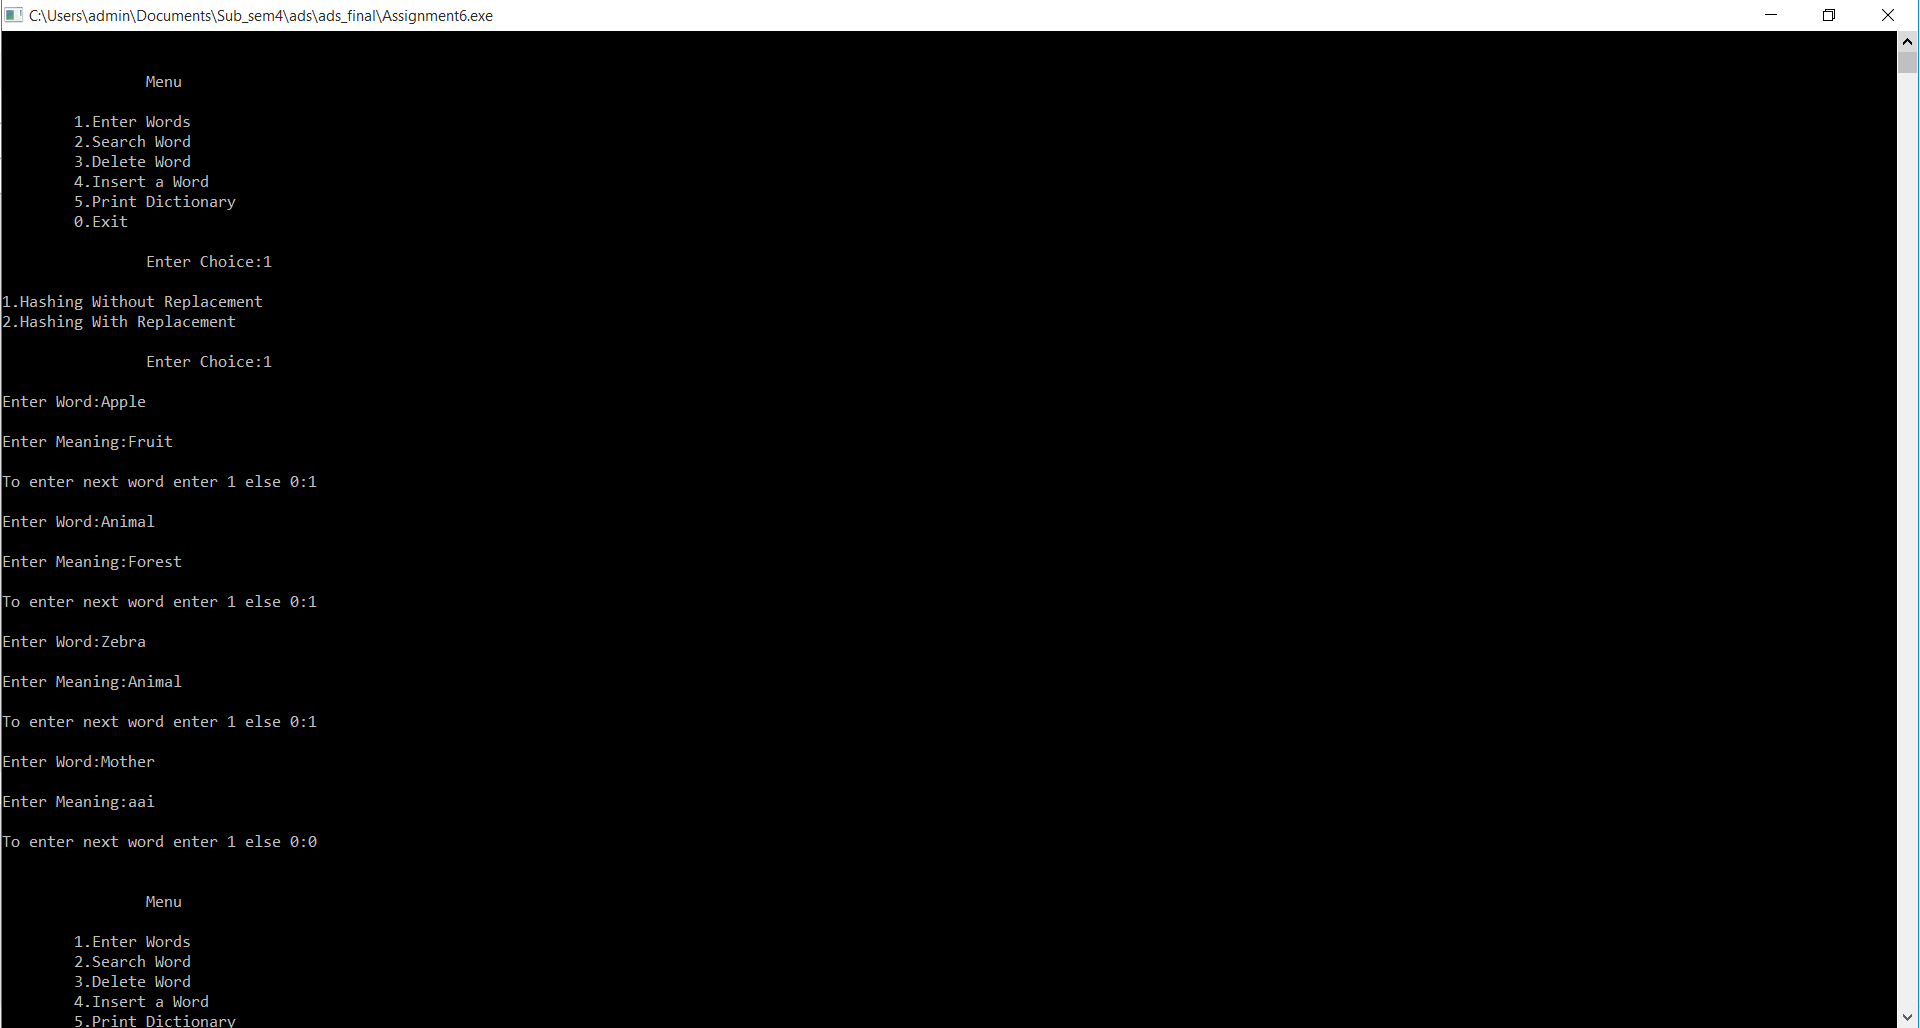 C:\Users\admin\Documents\Sub_sem4\ads\ads_final\Assignment6.exe
Menu
1.Enter Words
2.Search Word
3.Delete Word
4.Insert a Word
5.Print Dictionary
0.Exit
Enter Choice:1
1.Hashing Without Replacement
2.Hashing With Replacement
Enter Choice:1
Enter Word:Apple
Enter Meaning:Fruit
To enter next word enter 1 else 0:1
Enter Word:Animal
Enter Meaning:Forest
To enter next word enter 1 else 0:1
Enter Word:Zebra
Enter Meaning:Animal
To enter next word enter 1 else 0:1
Enter Word:Mother
Enter Meaning:aai
To enter next word enter 1 else 0:0
Menu
1.Enter Words
2.Search Word
3.Delete Word
4.Insert a Word
5.Print Dictionary